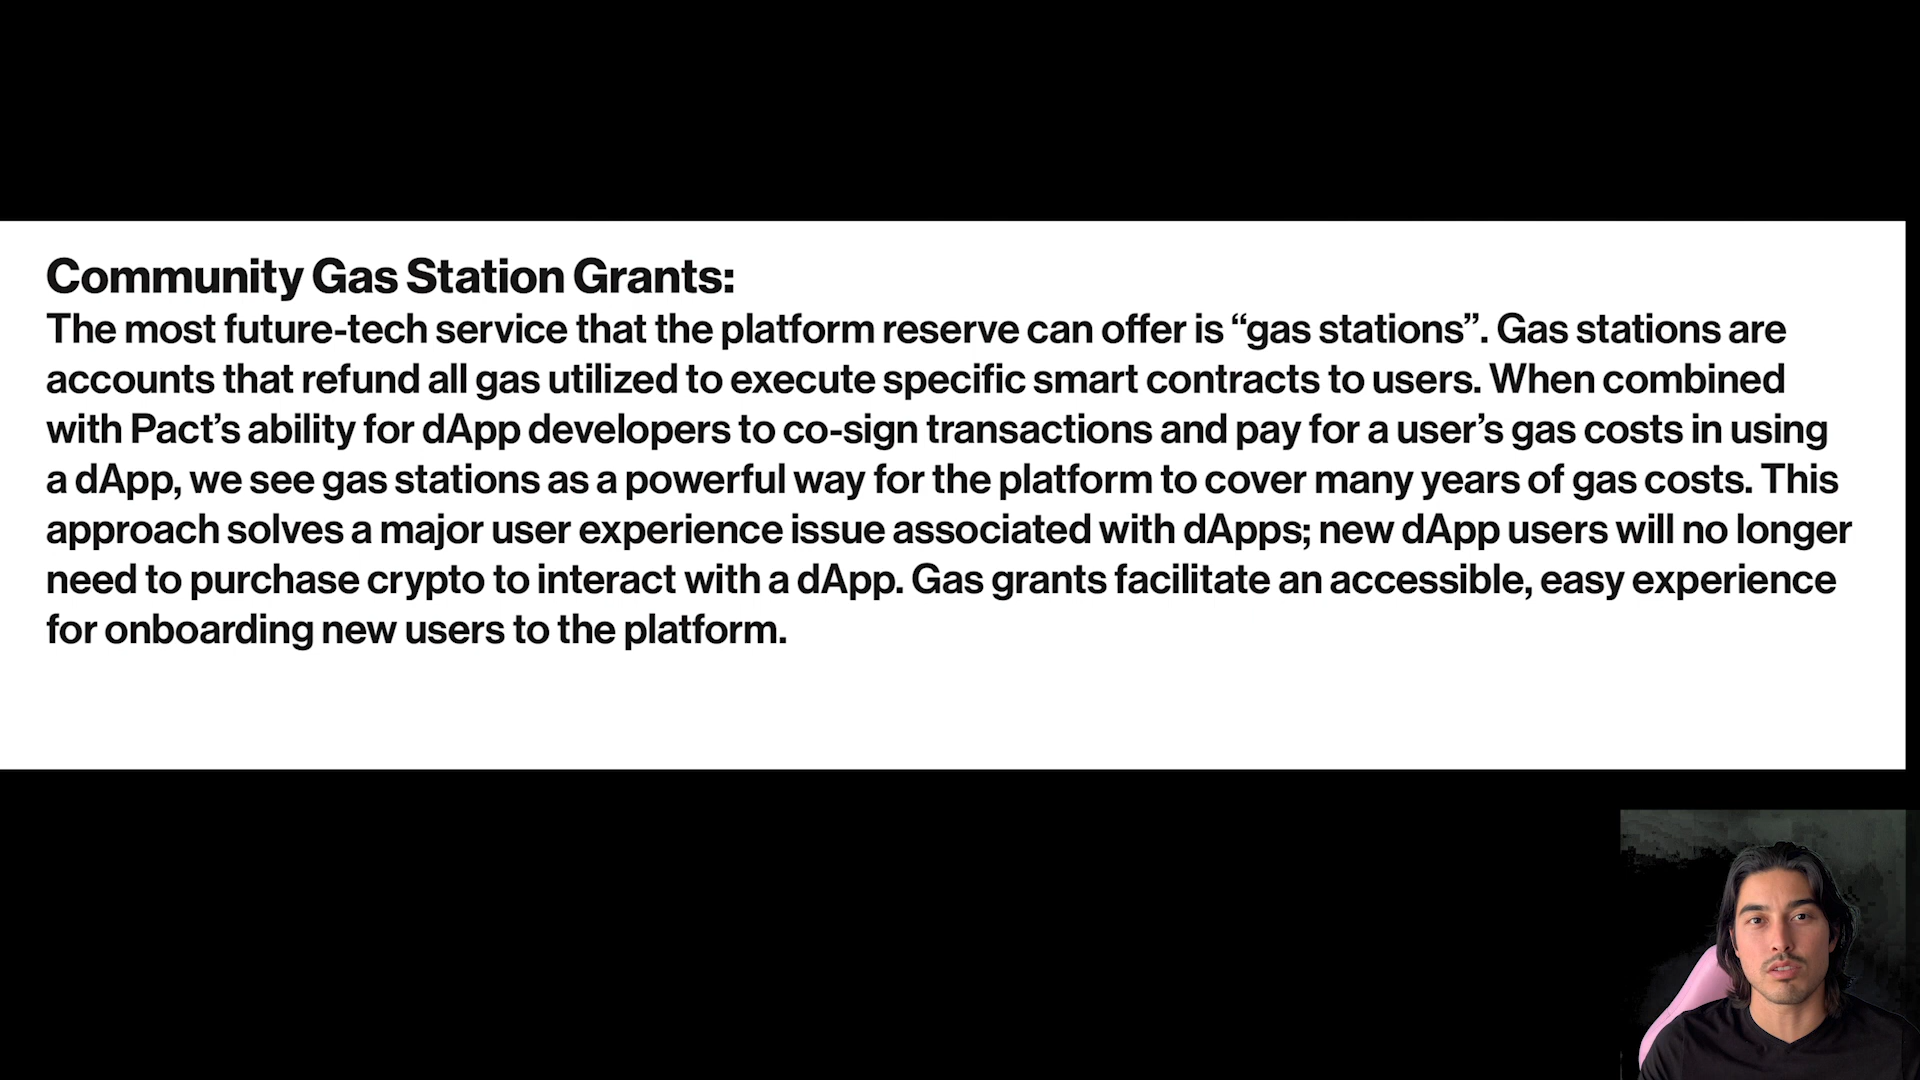 Community Gas Station Grants:
The most future-tech service that the platform reserve can offer is “gas stations”. Gas stations are
accounts that refund all gas utilized to execute specific smart contracts to users. When combined
with Pact’s ability for dApp developers to co-sign transactions and pay for a user’s gas costs in using
a dApp, we see gas stations as a powerful way for the platform to cover many years of gas costs. This
approach solves a major user experience issue associated with dApps; new dApp users will no longer
need to purchase crypto to interact with a dApp. Gas grants facilitate an accessible, easy experience
for onboarding new users to the platform.